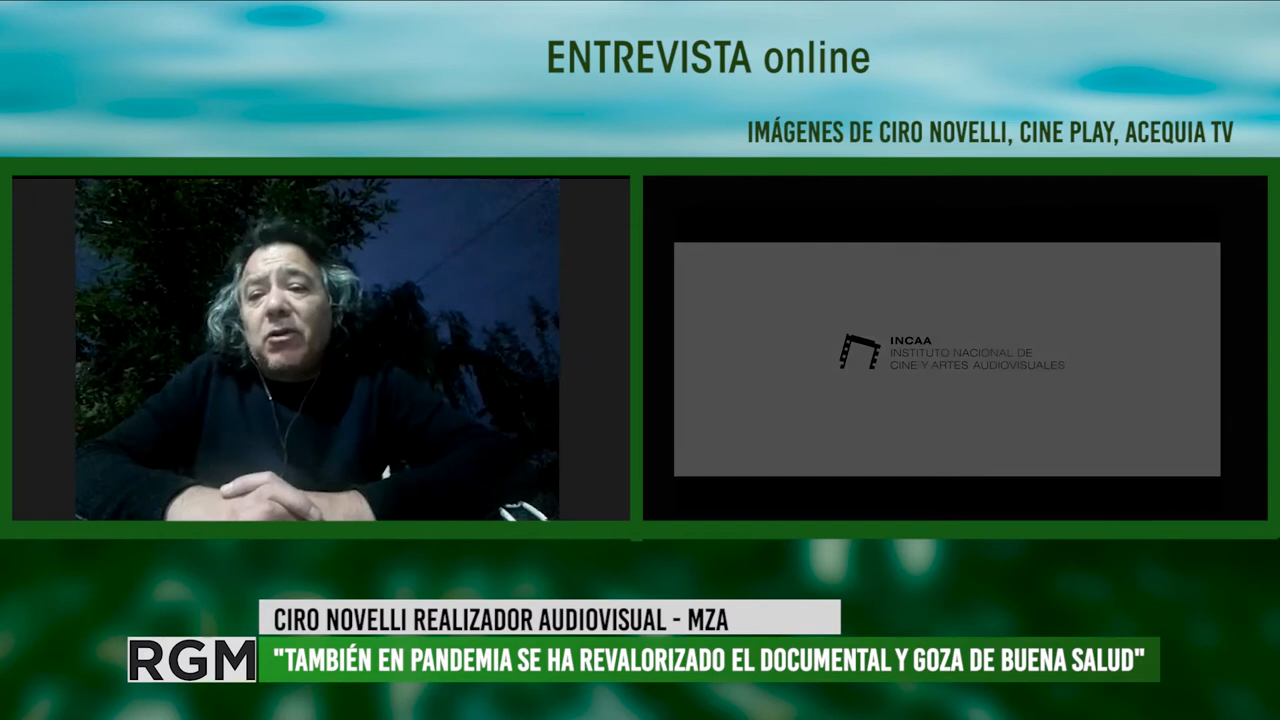 ENTREVISTA online
IMÁGENES DE CIRO NOVELLI, CINE PLAY, ACEQUIA TV
INCAA
INSTITUTO NACIONAL DE
CINE Y ARTES AUDIOVISUALES
CIRO NOVELLI REALIZADOR AUDIOVISUAL - MZA
RGM
"TAMBIÉN EN PANDEMIA SE HA REVALORIZADO EL DOCUMENTAL Y GOZA DE BUENA SALUD"